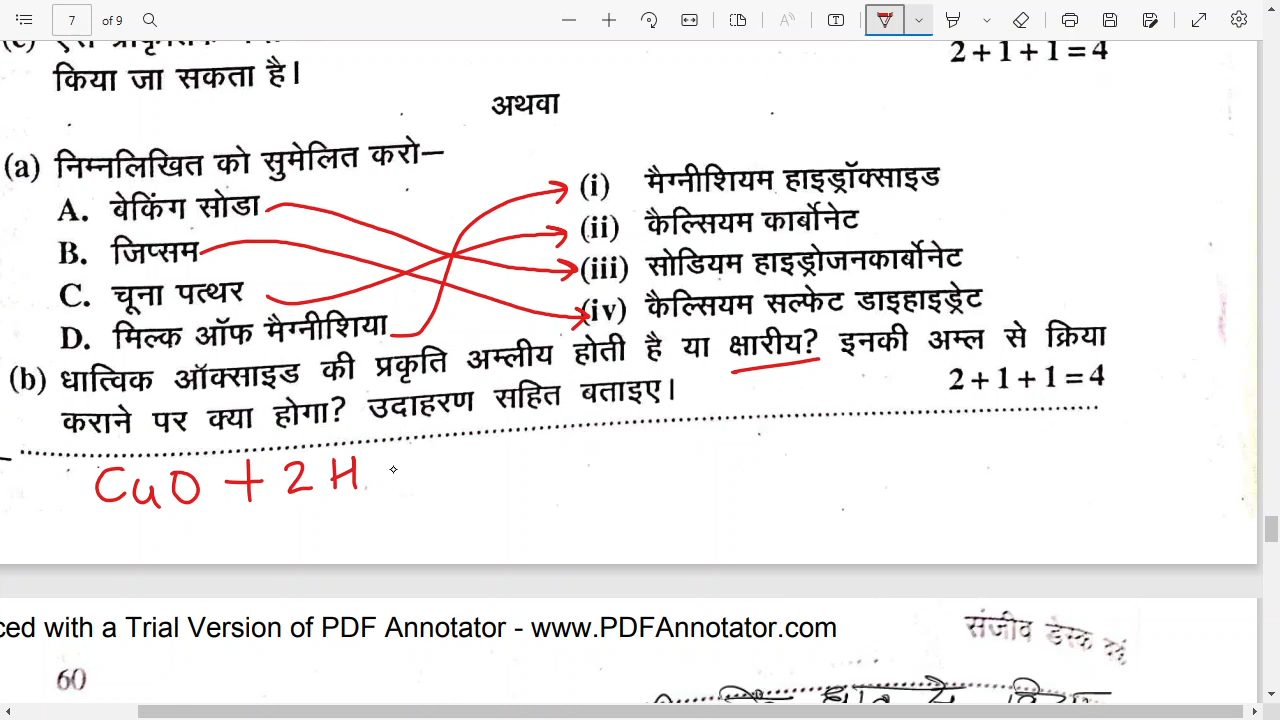 7 of 9
किया जा सकता है।
2+1+1=4
अथवा
(a) निम्नलिखित को सुमेलित करो—
A. बेकिंग सोडा (i) मैग्नीशियम हाइड्रॉक्साइड
B. जिप्सम (ii) कैल्सियम कार्बोनेट
C. चूना पत्थर (iii) सोडियम हाइड्रोजनकार्बोनेट
D. मिल्क ऑफ मैग्नीशिया (iv) कैल्सियम सल्फेट डाइहाइड्रेट
(b) धात्विक ऑक्साइड की प्रकृति अम्लीय होती है या क्षारीय? इनकी अम्ल से क्रिया
कराने पर क्या होगा? उदाहरण सहित बताइए। 2+1+1=4
CuO + 2H
ced with a Trial Version of PDF Annotator - www.PDFAnnotator.com
संजीव डेस्क
60